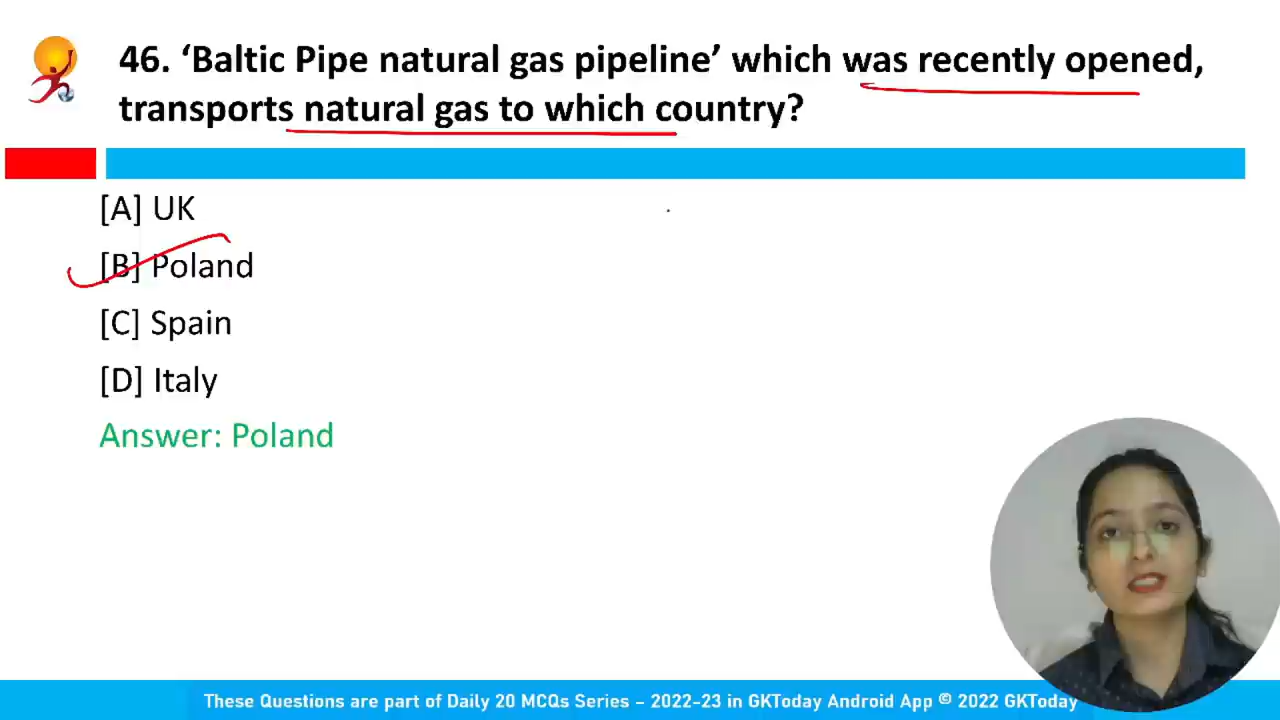 46. ‘Baltic Pipe natural gas pipeline’ which was recently opened,
transports natural gas to which country?
[A] UK
[B] Poland
[C] Spain
[D] Italy
Answer: Poland
These Questions are part of Daily 20 MCQs Series – 2022-23 in GKToday Android App © 2022 GKToday